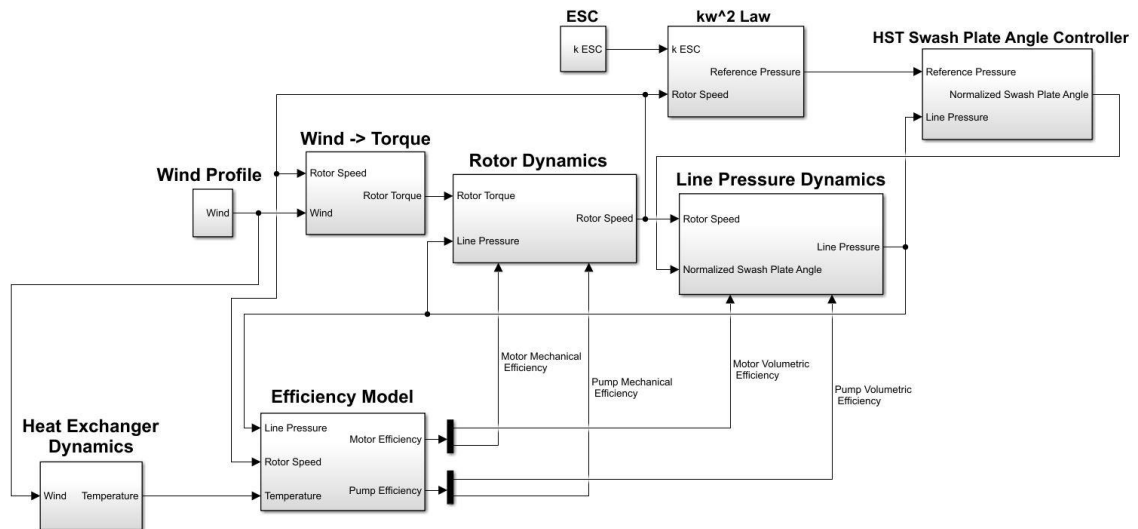 ESC
k ESC
kw^2 Law
k ESC
Reference Pressure
Rotor Speed
HST Swash Plate Angle Controller
Reference Pressure
Normalized Swash Plate Angle
Line Pressure
Wind Profile
Wind
Wind -> Torque
Rotor Speed
Rotor Torque
Wind
Rotor Dynamics
Rotor Torque
Rotor Speed
Line Pressure
Line Pressure Dynamics
Rotor Speed
Line Pressure
Normalized Swash Plate Angle
Motor Mechanical
Efficiency
Pump Mechanical
Efficiency
Motor Volumetric
Efficiency
Pump Volumetric
Efficiency
Heat Exchanger
Dynamics
Wind
Temperature
Efficiency Model
Line Pressure
Motor Efficiency
Rotor Speed
Pump Efficiency
Temperature